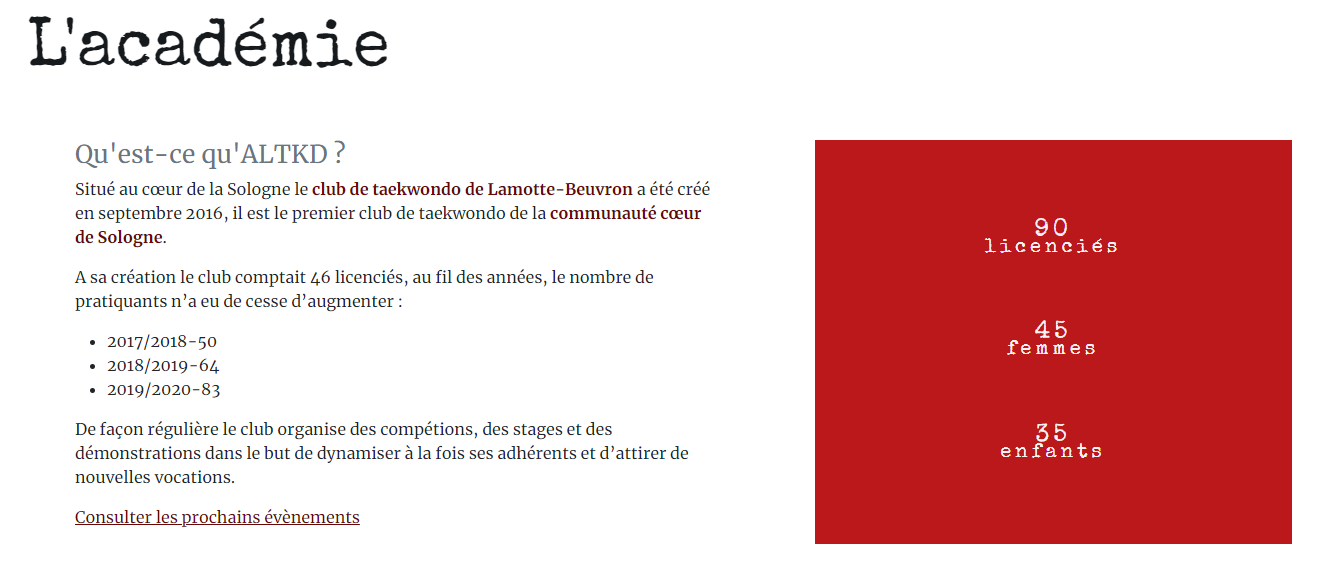 L'académie
Qu'est-ce qu'ALTKD ?
Situé au cœur de la Sologne le club de taekwondo de Lamotte-Beuvron a été créé
en septembre 2016, il est le premier club de taekwondo de la communauté cœur
de Sologne.
A sa création le club comptait 46 licenciés, au fil des années, le nombre de
pratiquants n’a eu de cesse d’augmenter :
• 2017/2018-50
• 2018/2019-64
• 2019/2020-83
De façon régulière le club organise des compétions, des stages et des
démonstrations dans le but de dynamiser à la fois ses adhérents et d’attirer de
nouvelles vocations.
Consulter les prochains évènements
90
licenciés
45
femmes
35
enfants